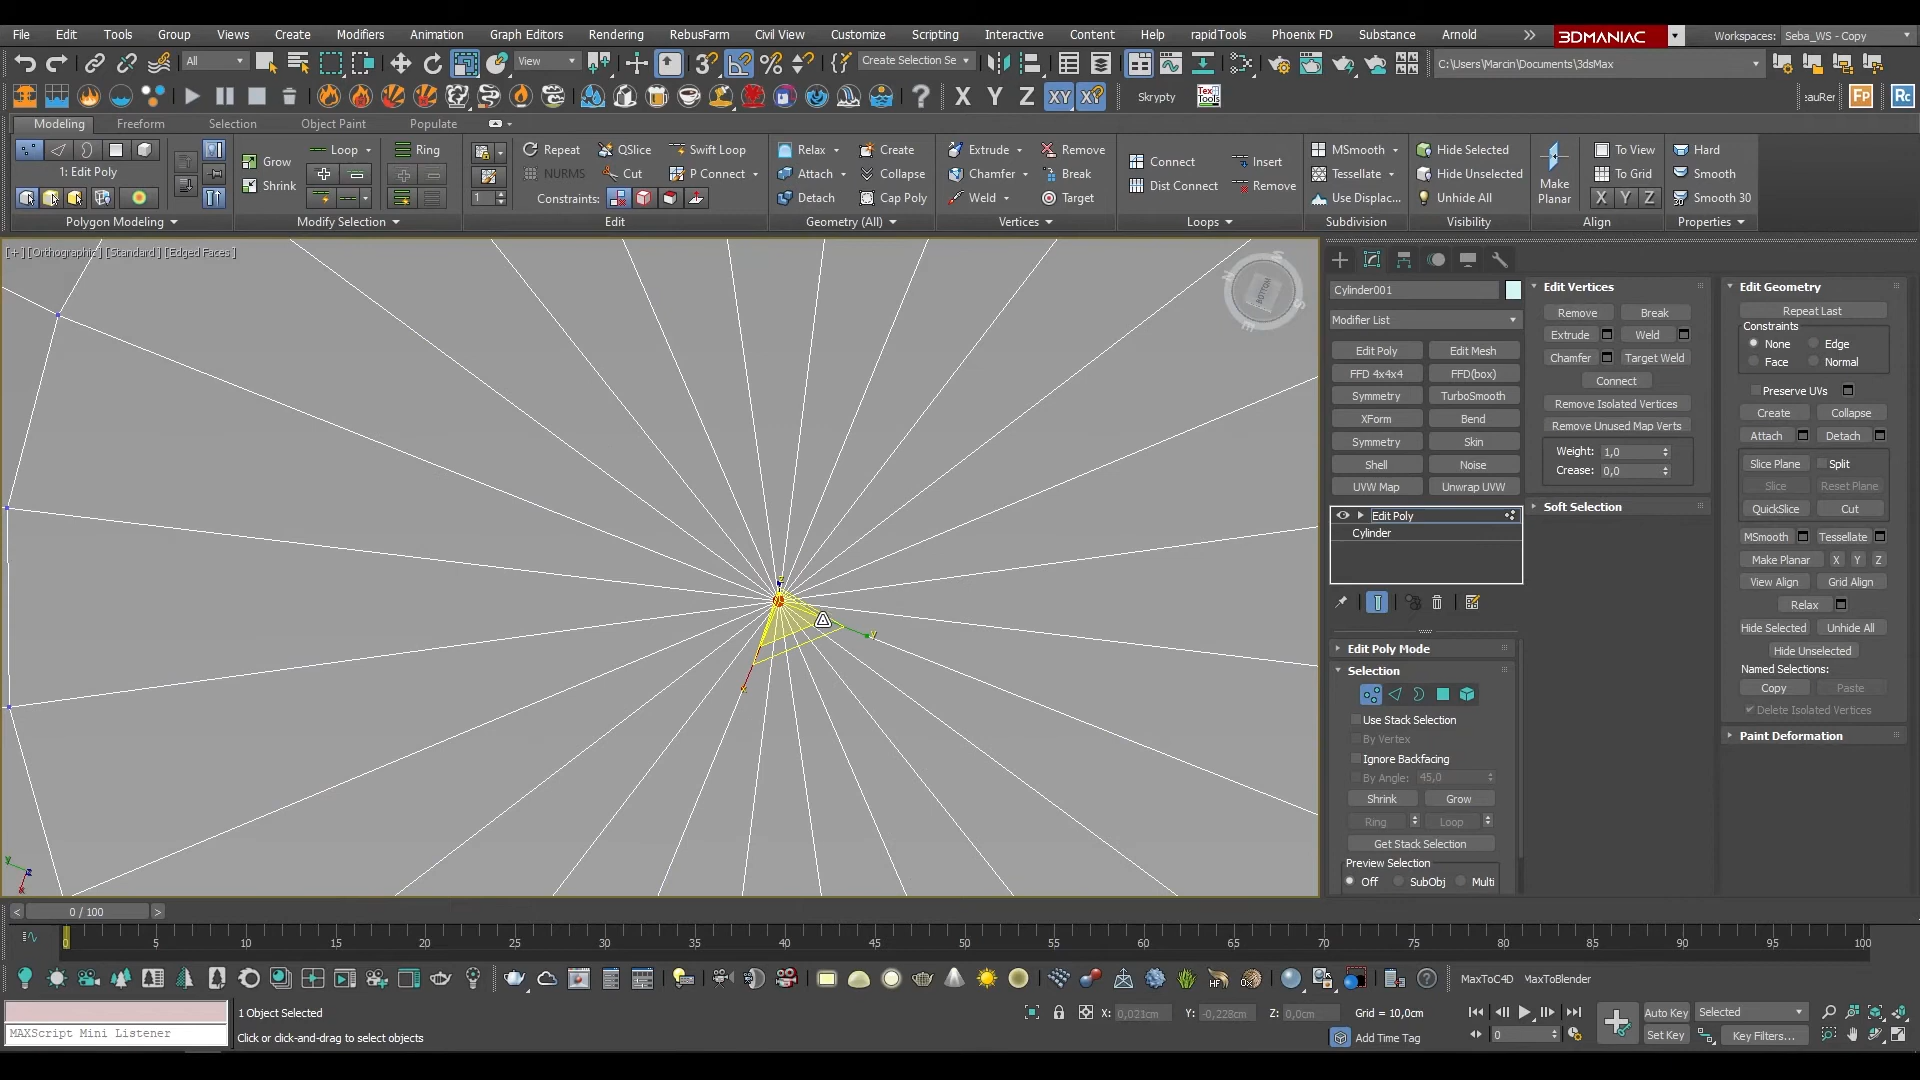 File Edit Tools Group Views Create Modifiers Animation Graph Editors Rendering RebusFarm Civil View Customize Scripting Interactive Content Help rapidTools Phoenix FD Substance Arnold 3DMANIAC Workspaces: Seba_WS - Copy
All View Create Selection Se C:\Users\Marcin\Documents\3dsMax
X Y Z XY XY Skrypty Tex Tools :auRer Fp Rc
Modeling Freeform Selection Object Paint Populate
Grow Loop Ring Repeat QSlice Swift Loop Relax Create Extrude Remove Connect Insert MSmooth Hide Selected To View Hard
1: Edit Poly Shrink NURMS Cut P Connect Attach Collapse Chamfer Break Dist Connect Remove Tessellate Hide Unselected Make Planar To Grid Smooth
1 Constraints: Detach Cap Poly Weld Target Use Displac... Unhide All X Y Z Smooth 30
Polygon Modeling Modify Selection Edit Geometry (All) Vertices Loops Subdivision Visibility Align Properties
[+] [Orthographic] [Standard] [Edged Faces]
BOTTOM
N
S
E
y
x
z
y
z
x
Cylinder001
Modifier List
Edit Poly Edit Mesh
FFD 4x4x4 FFD(box)
Symmetry TurboSmooth
XForm Bend
Symmetry Skin
Shell Noise
UVW Map Unwrap UVW
Edit Poly
Cylinder
Edit Poly Mode
Selection
Use Stack Selection
By Vertex
Ignore Backfacing
By Angle: 45,0
Shrink Grow
Ring Loop
Get Stack Selection
Preview Selection
Off SubObj Multi
Edit Vertices
Remove Break
Extrude Weld
Chamfer Target Weld
Connect
Remove Isolated Vertices
Remove Unused Map Verts
Weight: 1,0
Crease: 0,0
Soft Selection
Edit Geometry
Repeat Last
Constraints
None Edge
Face Normal
Preserve UVs
Create Collapse
Attach Detach
Slice Plane Split
Slice Reset Plane
QuickSlice Cut
MSmooth Tessellate
Make Planar X Y Z
View Align Grid Align
Relax
Hide Selected Unhide All
Hide Unselected
Named Selections:
Copy Paste
Delete Isolated Vertices
Paint Deformation
< 0 / 100 >
0 5 10 15 20 25 30 35 40 45 50 55 60 65 70 75 80 85 90 95 100
MaxToC4D MaxToBlender
1 Object Selected X: 0,021cm Y: -0,228cm Z: 0,0cm Grid = 10,0cm Auto Key Selected
MAXScript Mini Listener Click or click-and-drag to select objects Add Time Tag 0 Set Key Key Filters...